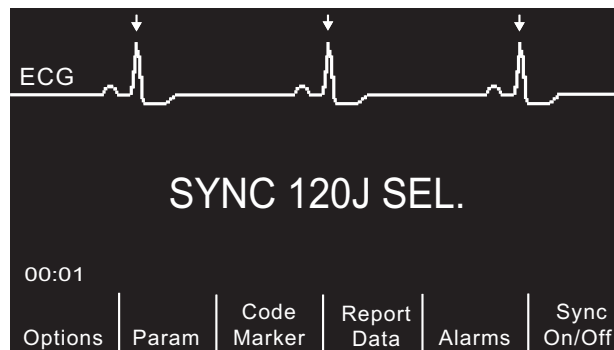 ECG
SYNC 120J SEL.
00:01
Options
Param
Code
Marker
Report
Data
Alarms
Sync
On/Off